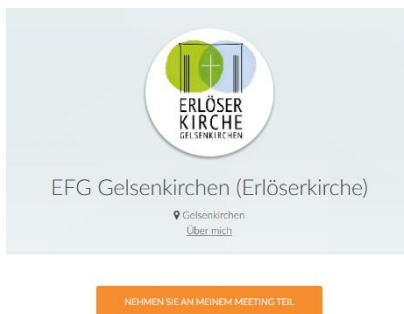 ERLÖSER
KIRCHE
GELSENKIRCHEN
EFG Gelsenkirchen (Erlöserkirche)
Gelsenkirchen
Über mich
NEHMEN SIE AN MEINEM MEETING TEIL